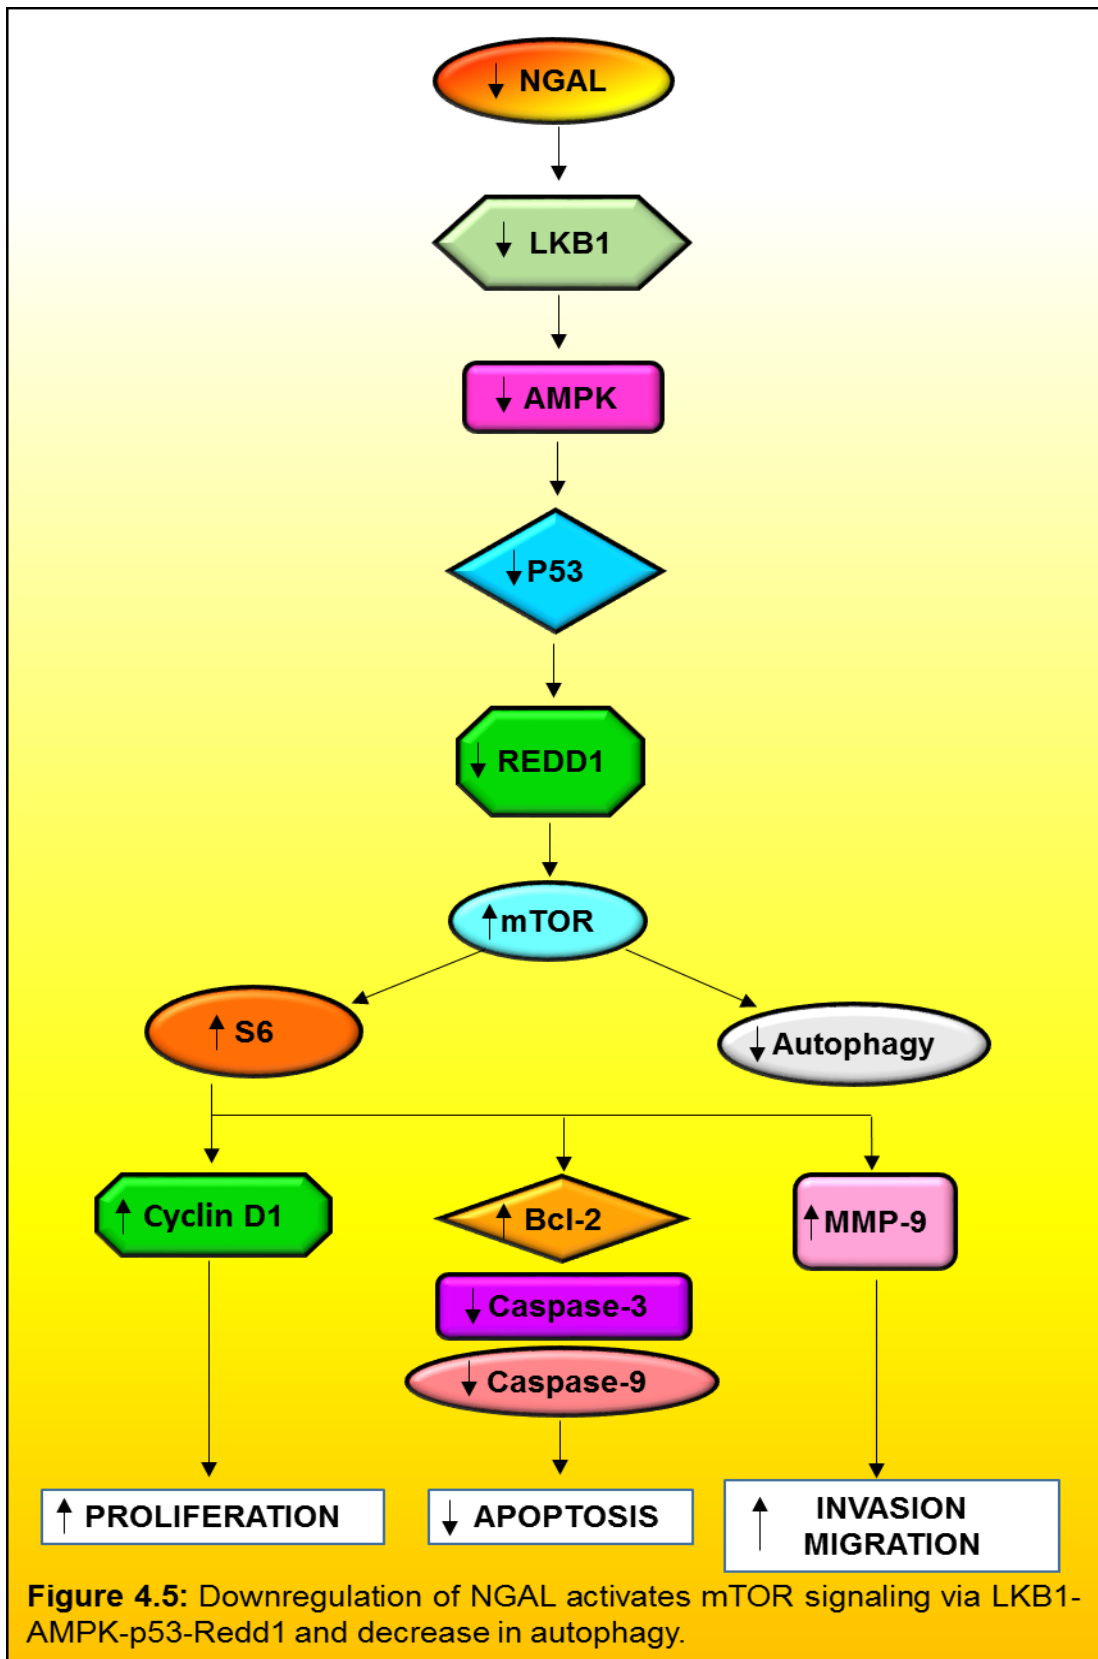 ↓ NGAL
↓ LKB1
↓ AMPK
↓ P53
↓ REDD1
↑ mTOR
↑ S6
↓ Autophagy
↑ Cyclin D1
↑ Bcl-2
↑ MMP-9
↓ Caspase-3
↓ Caspase-9
↑ PROLIFERATION
↓ APOPTOSIS
↑ INVASION
MIGRATION
Figure 4.5: Downregulation of NGAL activates mTOR signaling via LKB1-
AMPK-p53-Redd1 and decrease in autophagy.